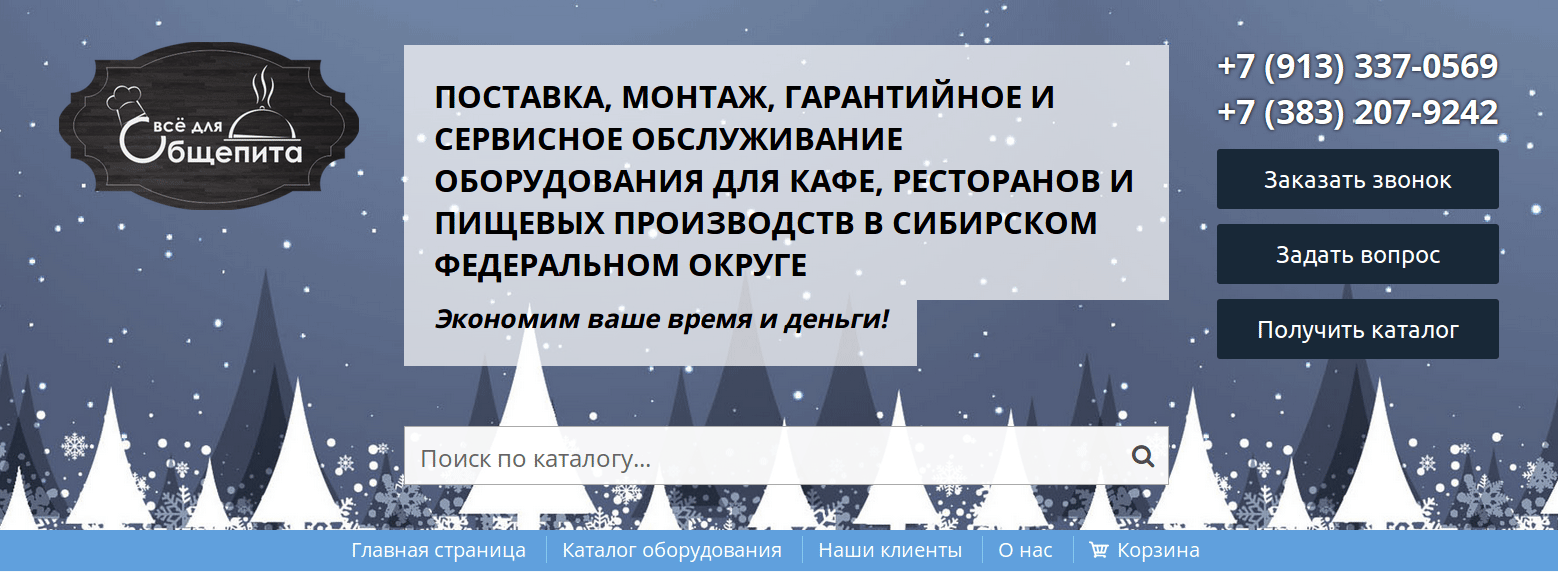 всё для
Общепита
ПОСТАВКА, МОНТАЖ, ГАРАНТИЙНОЕ И
СЕРВИСНОЕ ОБСЛУЖИВАНИЕ
ОБОРУДОВАНИЯ ДЛЯ КАФЕ, РЕСТОРАНОВ И
ПИЩЕВЫХ ПРОИЗВОДСТВ В СИБИРСКОМ
ФЕДЕРАЛЬНОМ ОКРУГЕ
Экономим ваше время и деньги!
+7 (913) 337-0569
+7 (383) 207-9242
Заказать звонок
Задать вопрос
Получить каталог
Поиск по каталогу...
Главная страница
Каталог оборудования
Наши клиенты
О нас
Корзина